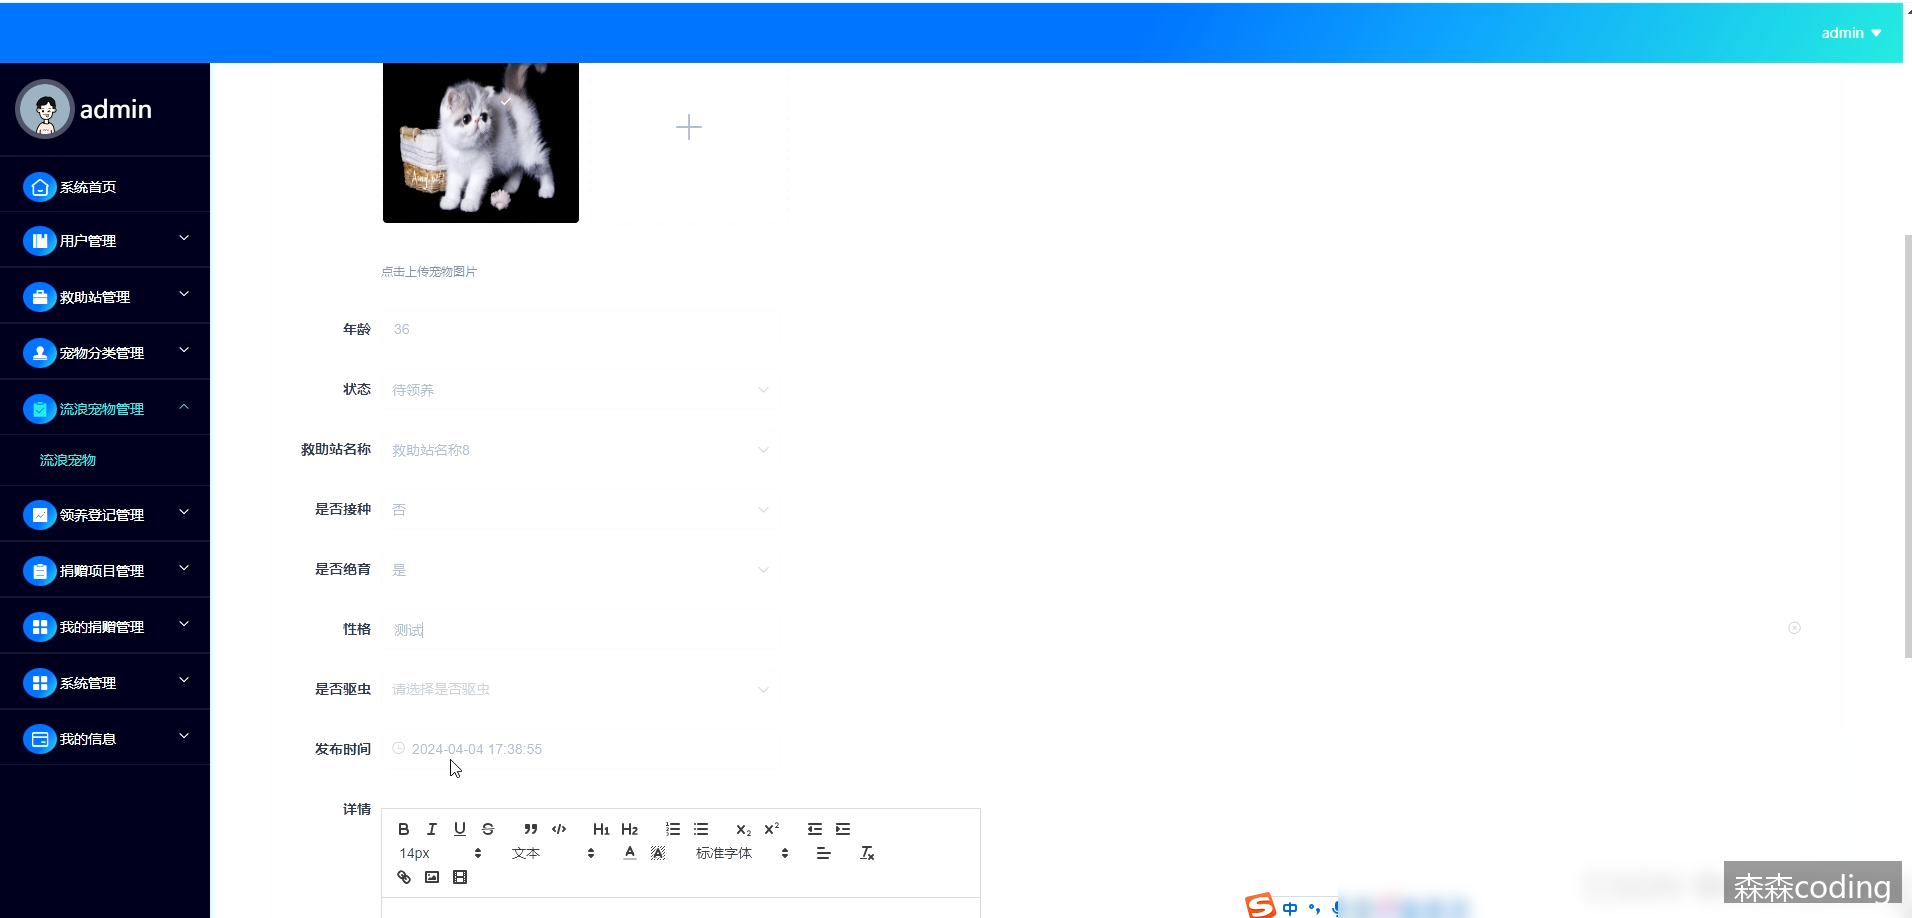 admin
admin
系统首页
用户管理
救助站管理
宠物分类管理
流浪宠物管理
流浪宠物
领养登记管理
捐赠项目管理
我的捐赠管理
系统管理
我的信息
点击上传宠物图片
年龄 36
状态 待领养
救助站名称 救助站名称8
是否接种 否
是否绝育 是
性格 测试
是否驱虫 请选择是否驱虫
发布时间 2024-04-04 17:38:55
详情
B I U S H1 H2 X2 X2
14px 文本 A A 标准字体 Tx
S 中
森森coding